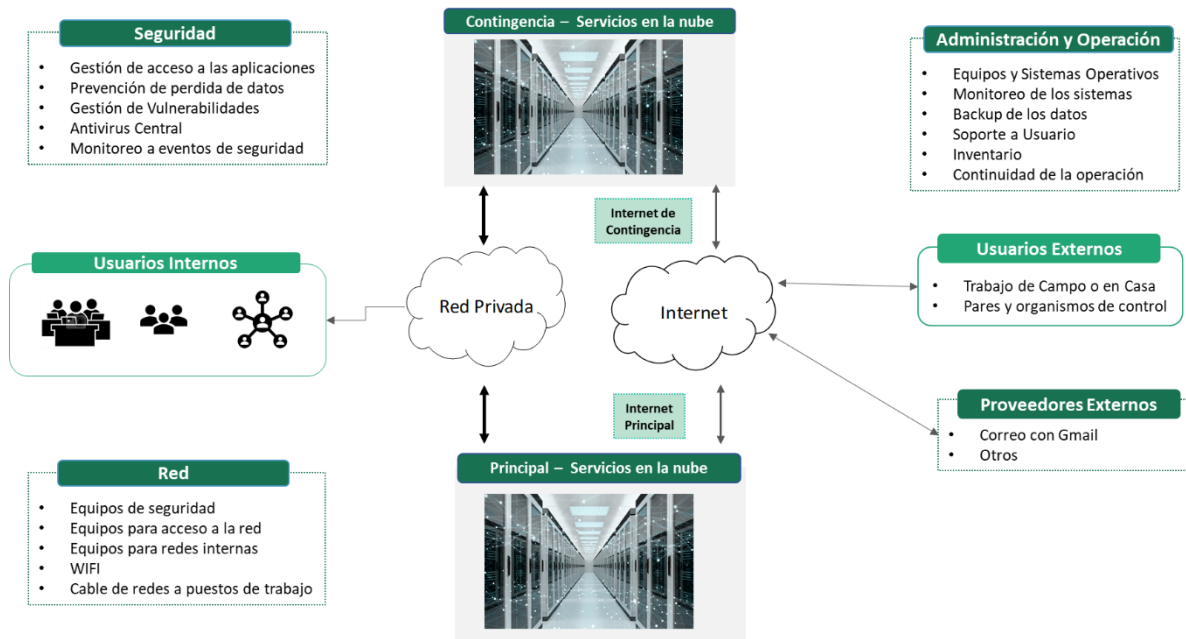 Contingencia – Servicios en la nube
Seguridad
Gestión de acceso a las aplicaciones
Prevención de perdida de datos
Gestión de Vulnerabilidades
Antivirus Central
Monitoreo a eventos de seguridad
Administración y Operación
Equipos y Sistemas Operativos
Monitoreo de los sistemas
Backup de los datos
Soporte a Usuario
Inventario
Continuidad de la operación
Internet de
Contingencia
Usuarios Internos
Red Privada
Internet
Usuarios Externos
Trabajo de Campo o en Casa
Pares y organismos de control
Internet
Principal
Proveedores Externos
Correo con Gmail
Otros
Red
Equipos de seguridad
Equipos para acceso a la red
Equipos para redes internas
WIFI
Cable de redes a puestos de trabajo
Principal – Servicios en la nube